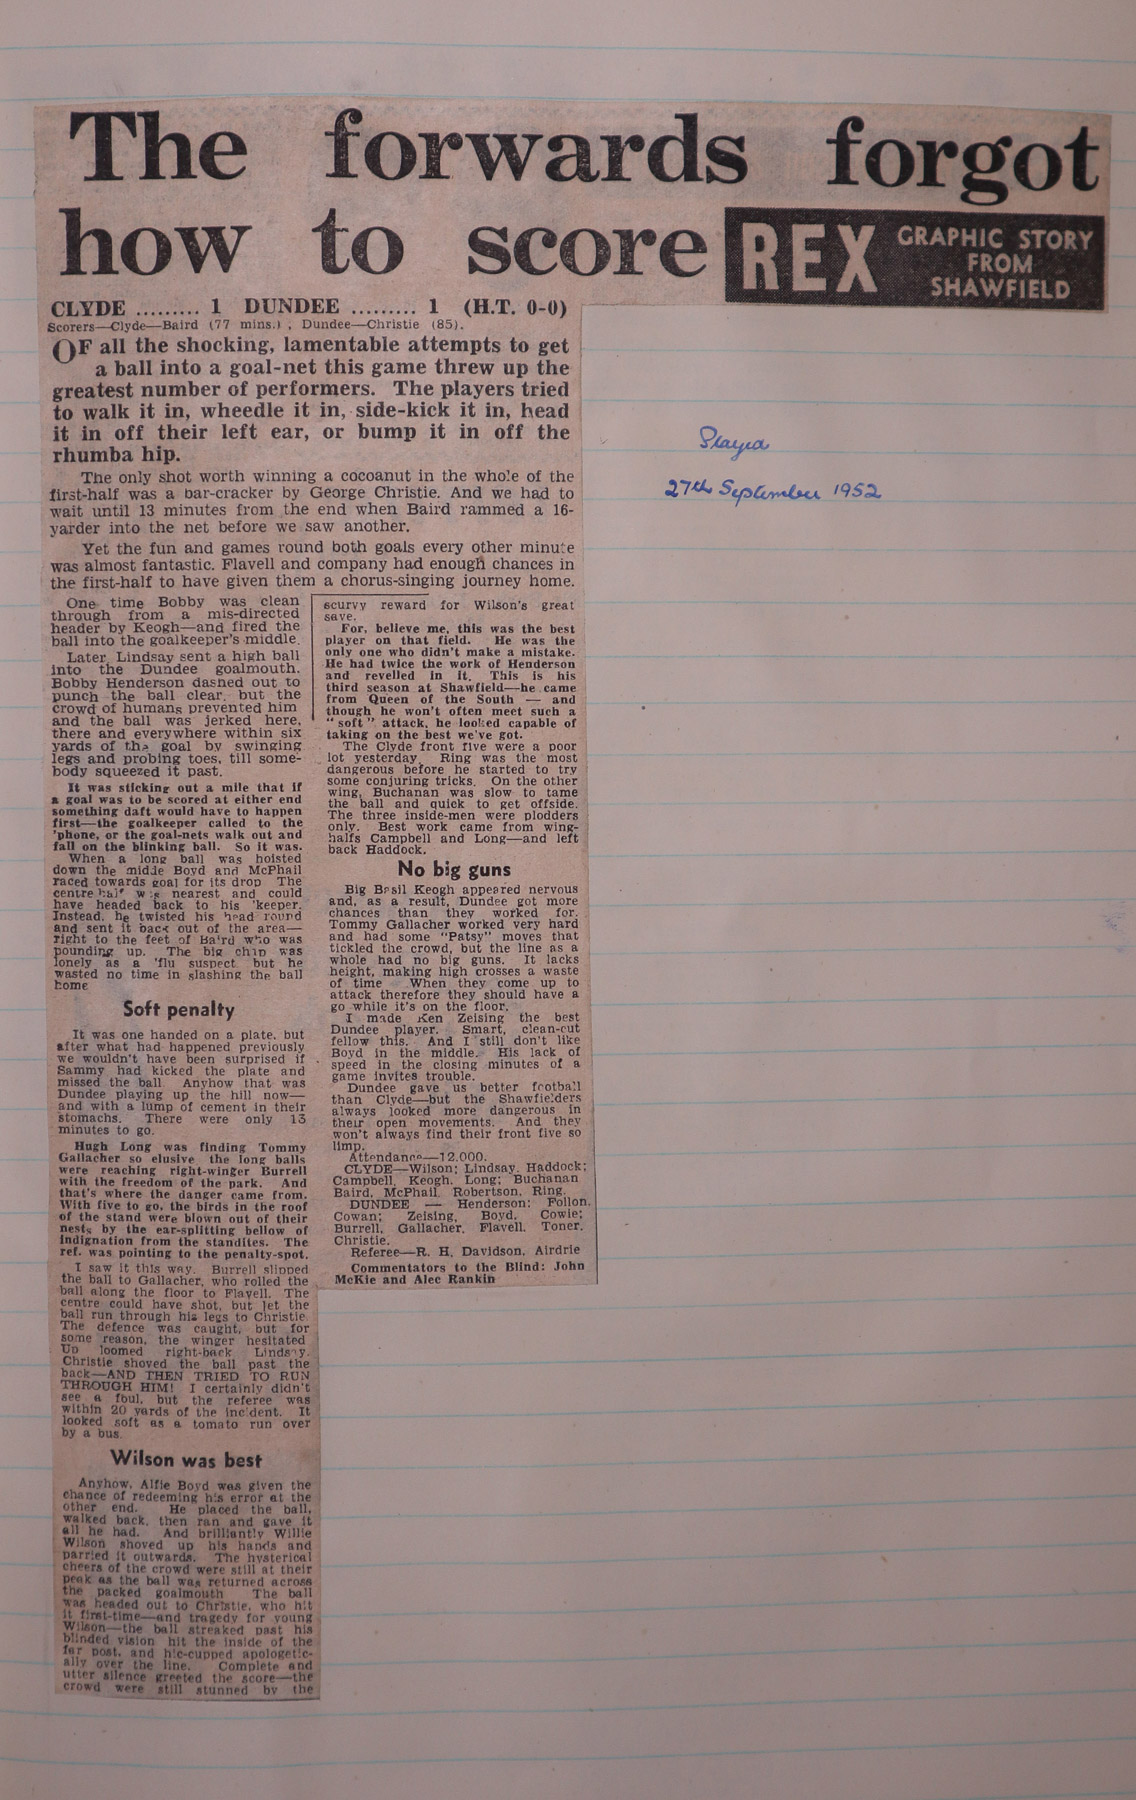 The forwards forgot
how to score
REX
GRAPHIC STORY
FROM
SHAWFIELD
CLYDE ......... 1 DUNDEE ......... 1 (H.T. 0-0)
Scorers—Clyde—Baird (77 mins.) ; Dundee—Christie (85).
OF all the shocking, lamentable attempts to get
a ball into a goal-net this game threw up the
greatest number of performers. The players tried
to walk it in, wheedle it in, side-kick it in, head
it in off their left ear, or bump it in off the
rhumba hip.
The only shot worth winning a cocoanut in the whole of the
first-half was a bar-cracker by George Christie. And we had to
wait until 13 minutes from the end when Baird rammed a 16-
yarder into the net before we saw another.
Yet the fun and games round both goals every other minute
was almost fantastic. Flavell and company had enough chances in
the first-half to have given them a chorus-singing journey home.
One time Bobby was clean
through from a mis-directed
header by Keogh—and fired the
ball into the goalkeeper's middle.
Later, Lindsay sent a high ball
into the Dundee goalmouth.
Bobby Henderson dashed out to
punch the ball clear, but the
crowd of humans prevented him
and the ball was jerked here,
there and everywhere within six
yards of the goal by swinging
legs and probing toes, till some-
body squeezed it past.
It was sticking out a mile that if
a goal was to be scored at either end
something daft would have to happen
first—the goalkeeper called to the
'phone, or the goal-nets walk out and
fall on the blinking ball. So it was.
When a long ball was hoisted
down the middle Boyd and McPhail
raced towards goal for its drop The
centre half was nearest and could
have headed back to his 'keeper.
Instead, he twisted his head round
and sent it back out of the area—
right to the feet of Baird who was
pounding up. The big chap was
lonely as a 'flu suspect but he
wasted no time in slashing the ball
home
Soft penalty
It was one handed on a plate, but
after what had happened previously
we wouldn't have been surprised if
Sammy had kicked the plate and
missed the ball. Anyhow that was
Dundee playing up the hill now—
and with a lump of cement in their
stomachs. There were only 13
minutes to go.
Hugh Long was finding Tommy
Gallacher so elusive the long balls
were reaching right-winger Burrell
with the freedom of the park. And
that's where the danger came from.
With five to go, the birds in the roof
of the stand were blown out of their
nests by the ear-splitting bellow of
indignation from the standites. The
ref. was pointing to the penalty-spot.
I saw it this way. Burrell slipped
the ball to Gallacher, who rolled the
ball along the floor to Flavell. The
centre could have shot, but let the
ball run through his legs to Christie
The defence was caught, but for
some reason, the winger hesitated
Up loomed right-back Lindsay.
Christie shoved the ball past the
back—AND THEN TRIED TO RUN
THROUGH HIM! I certainly didn't
see a foul, but the referee was
within 20 yards of the incident. It
looked soft as a tomato run over
by a bus.
Wilson was best
Anyhow, Alfie Boyd was given the
chance of redeeming his error at the
other end. He placed the ball,
walked back, then ran and gave it
all he had. And brilliantly Willie
Wilson shoved up his hands and
parried it outwards. The hysterical
cheers of the crowd were still at their
peak as the ball was returned across
the packed goalmouth The ball
was headed out to Christie, who hit
it first-time—and tragedy for young
Wilson—the ball streaked past his
blinded vision hit the inside of the
far post, and hic-cupped apologetic-
ally over the line. Complete and
utter silence greeted the score—the
crowd were still stunned by the
scurvy reward for Wilson's great
save.
For, believe me, this was the best
player on that field. He was the
only one who didn't make a mistake.
He had twice the work of Henderson
and revelled in it. This is his
third season at Shawfield—he came
from Queen of the South — and
though he won't often meet such a
"soft" attack, he looked capable of
taking on the best we've got.
The Clyde front five were a poor
lot yesterday. Ring was the most
dangerous before he started to try
some conjuring tricks. On the other
wing, Buchanan was slow to tame
the ball and quick to get offside.
The three inside-men were plodders
only. Best work came from wing-
halfs Campbell and Long—and left
back Haddock.
No big guns
Big Basil Keogh appeared nervous
and, as a result, Dundee got more
chances than they worked for.
Tommy Gallacher worked very hard
and had some "Patsy" moves that
tickled the crowd, but the line as a
whole had no big guns. It lacks
height, making high crosses a waste
of time When they come up to
attack therefore they should have a
go while it's on the floor.
I made Ken Zeising the best
Dundee player. Smart, clean-cut
fellow this. And I still don't like
Boyd in the middle. His lack of
speed in the closing minutes of a
game invites trouble.
Dundee gave us better football
than Clyde—but the Shawfielders
always looked more dangerous in
their open movements. And they
won't always find their front five so
limp.
Attendance—12,000.
CLYDE—Wilson; Lindsay, Haddock;
Campbell, Keogh, Long; Buchanan
Baird, McPhail, Robertson, Ring.
DUNDEE — Henderson; Follon,
Cowan; Zeising, Boyd, Cowie;
Burrell, Gallacher, Flavell, Toner,
Christie.
Referee—R. H. Davidson, Airdrie
Commentators to the Blind: John
McKie and Alec Rankin
Played
27th September 1952